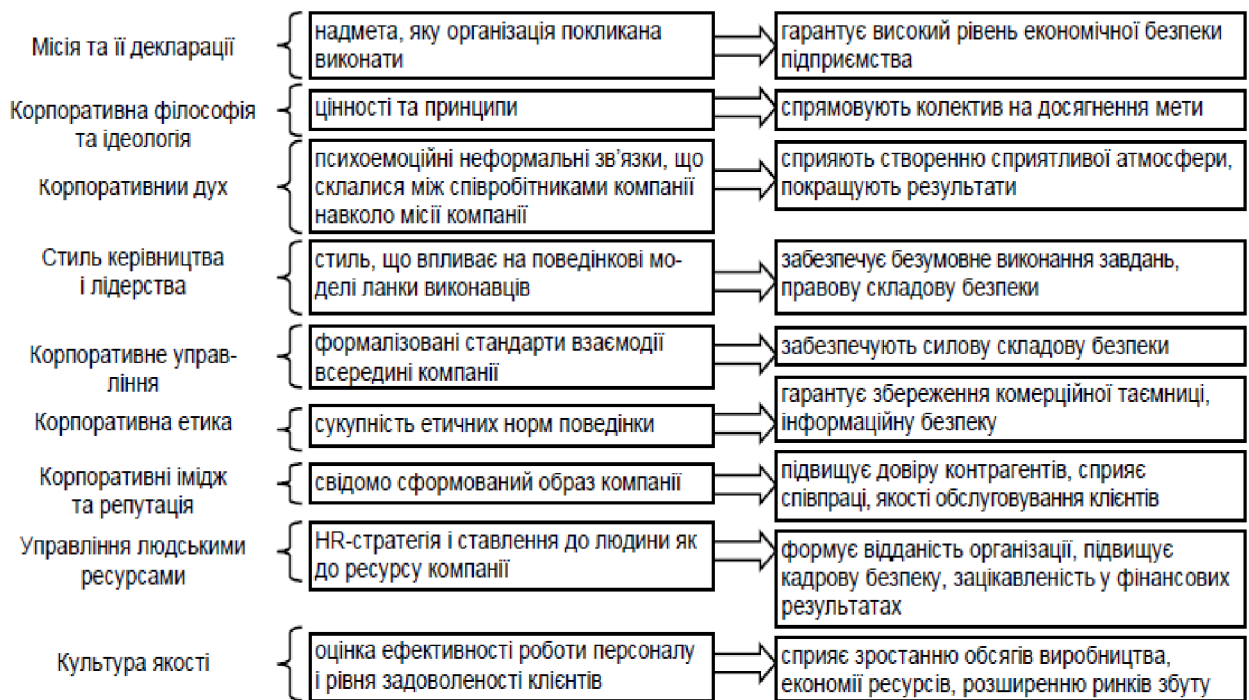 Місія та її декларації
надмета, яку організація покликана
виконати
гарантує високий рівень економічної безпеки
підприємства
Корпоративна філософія
та ідеологія
цінності та принципи
спрямовують колектив на досягнення мети
Корпоративнии дух
психоемоційні неформальні зв’язки, що
склалися між співробітниками компанії
навколо місії компанії
сприяють створенню сприятливої атмосфери,
покращують результати
Стиль керівництва
і лідерства
стиль, що впливає на поведінкові мо-
делі ланки виконавців
забезпечує безумовне виконання завдань,
правову складову безпеки
Корпоративне управ-
ління
формалізовані стандарти взаємодії
всередині компанії
забезпечують силову складову безпеки
Корпоративна етика
сукупність етичних норм поведінки
гарантує збереження комерційної таємниці,
інформаційну безпеку
Корпоративні імідж
та репутація
свідомо сформований образ компанії
підвищує довіру контрагентів, сприяє
співпраці, якості обслуговування клієнтів
Управління людськими
ресурсами
HR-стратегія і ставлення до людини як
до ресурсу компанії
формує відданість організації, підвищує
кадрову безпеку, зацікавленість у фінансових
результатах
Культура якості
оцінка ефективності роботи персоналу
і рівня задоволеності клієнтів
сприяє зростанню обсягів виробництва,
економії ресурсів, розширенню ринків збуту